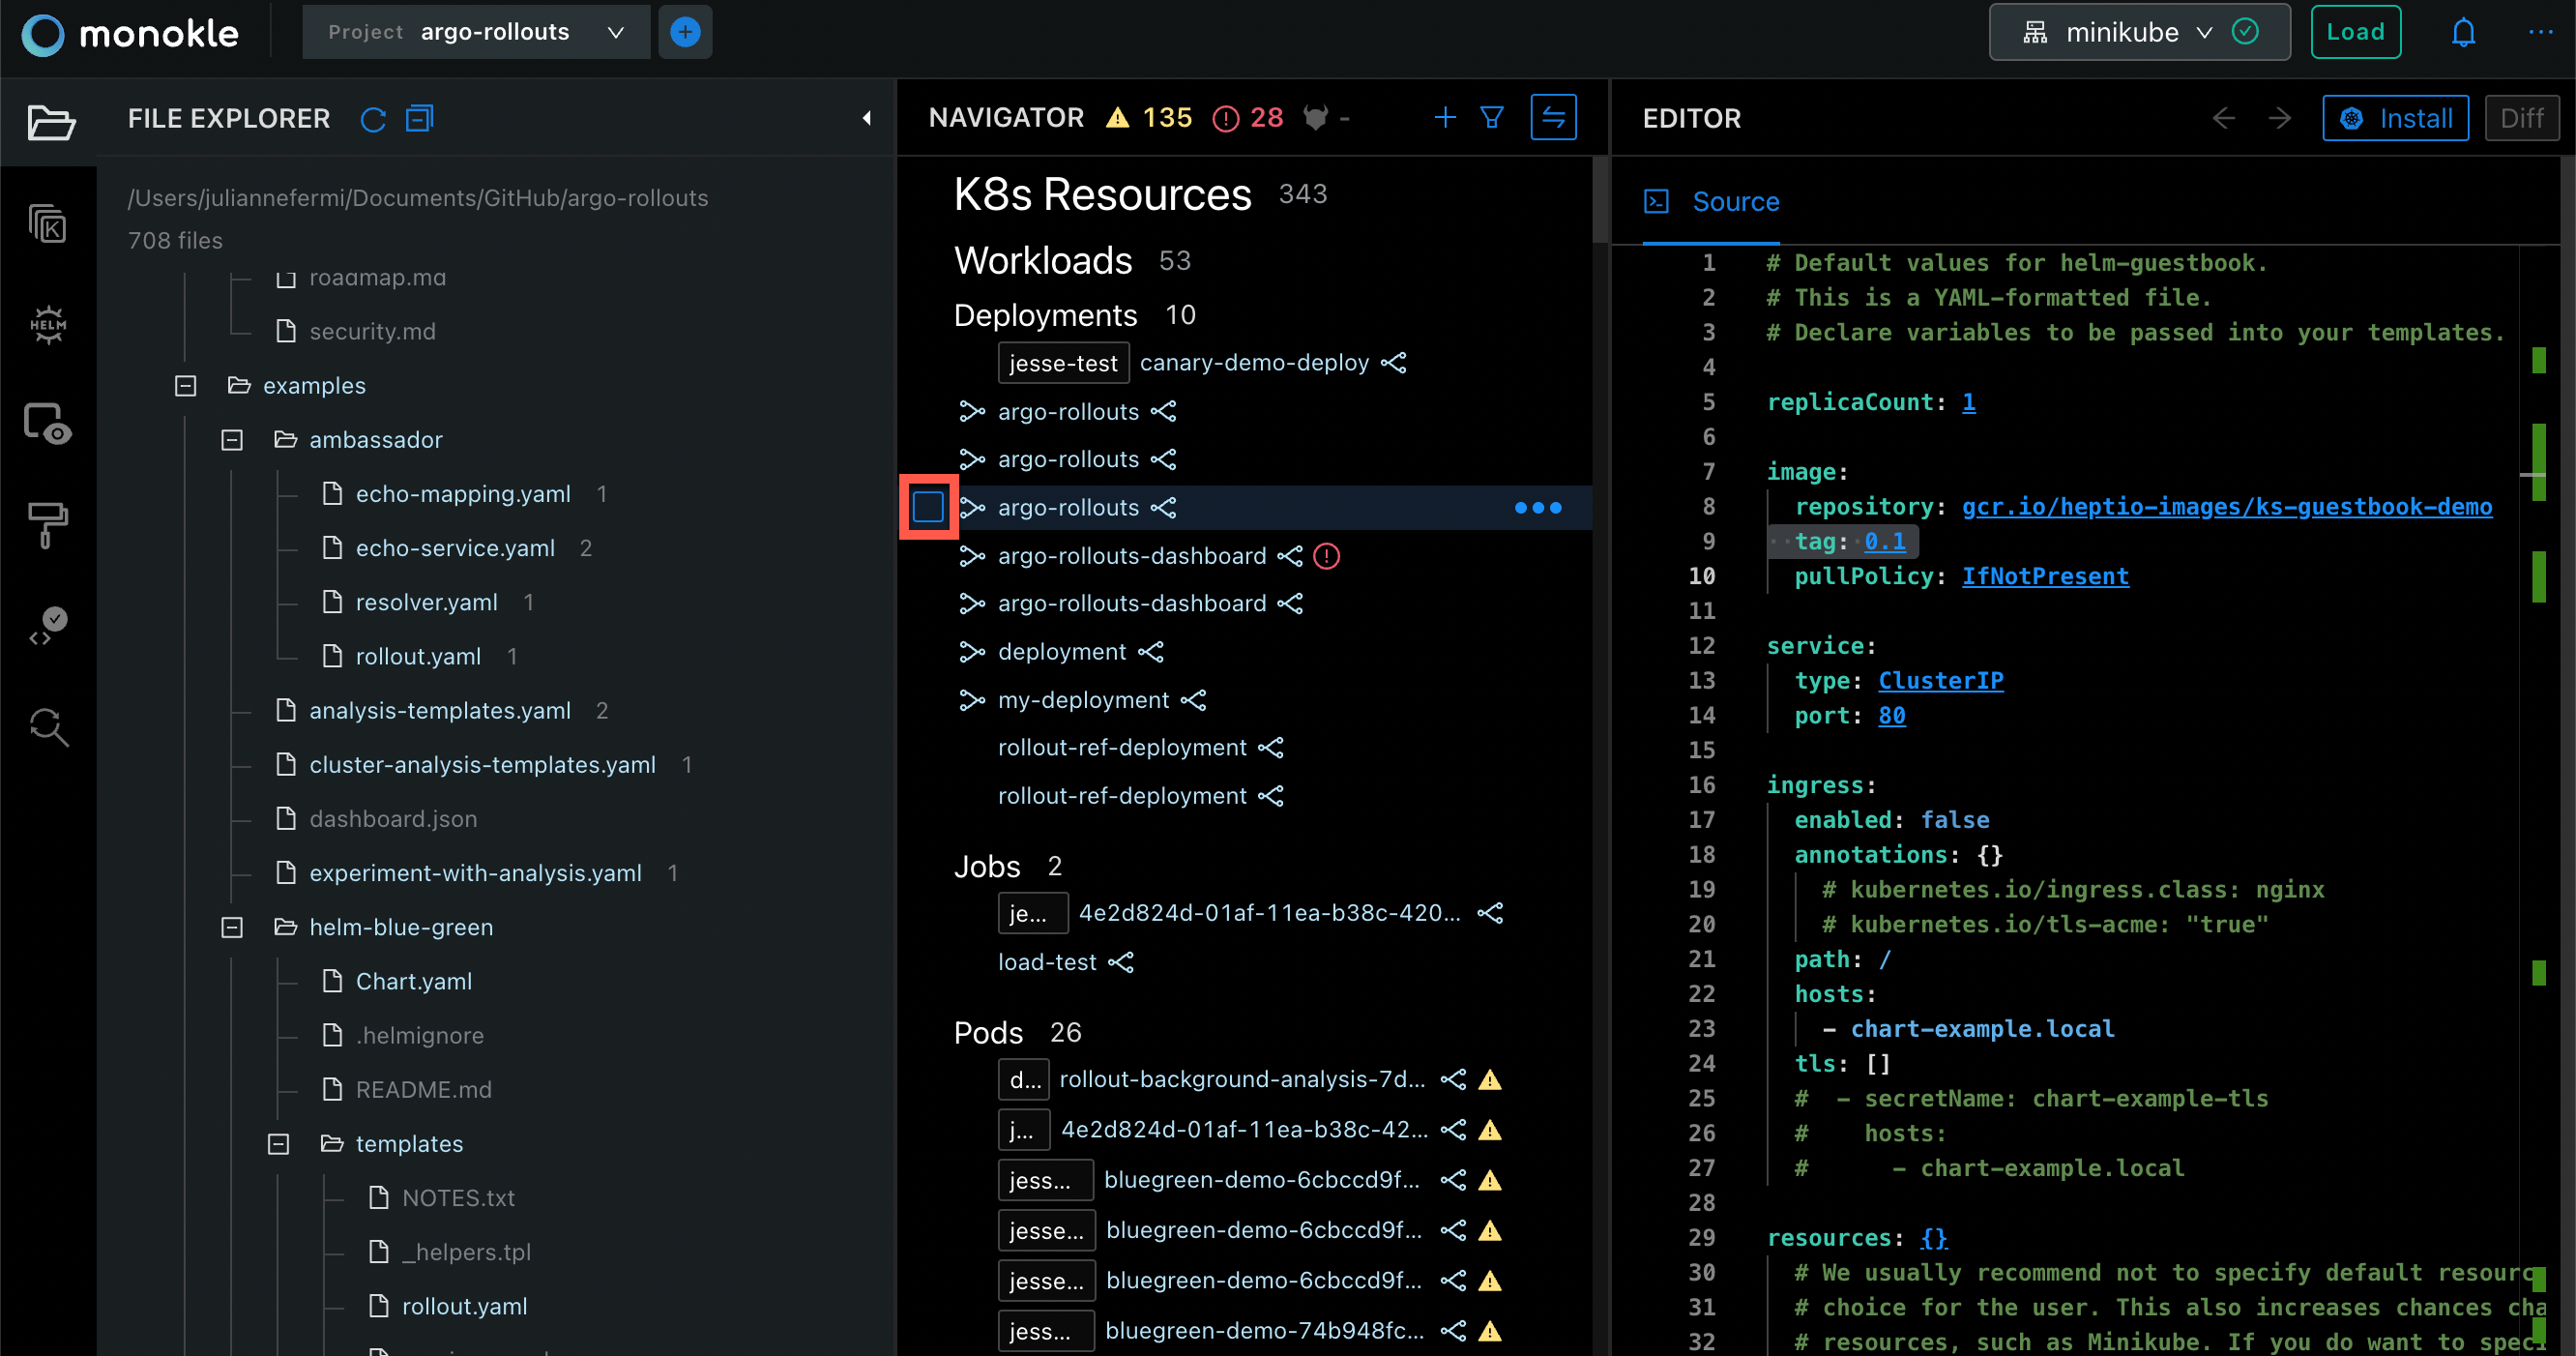 monokle
Project argo-rollouts
minikube
Load
FILE EXPLORER
/Users/juliannefermi/Documents/GitHub/argo-rollouts
708 files
roadmap.md
security.md
examples
ambassador
echo-mapping.yaml 1
echo-service.yaml 2
resolver.yaml 1
rollout.yaml 1
analysis-templates.yaml 2
cluster-analysis-templates.yaml 1
dashboard.json
experiment-with-analysis.yaml 1
helm-blue-green
Chart.yaml
.helmignore
README.md
templates
NOTES.txt
_helpers.tpl
rollout.yaml
K
HELM
NAVIGATOR 135 28 -
K8s Resources 343
Workloads 53
Deployments 10
jesse-test canary-demo-deploy
argo-rollouts
argo-rollouts
argo-rollouts
argo-rollouts-dashboard
argo-rollouts-dashboard
deployment
my-deployment
rollout-ref-deployment
rollout-ref-deployment
Jobs 2
je... 4e2d824d-01af-11ea-b38c-420...
load-test
Pods 26
d... rollout-background-analysis-7d...
j... 4e2d824d-01af-11ea-b38c-42...
jess... bluegreen-demo-6cbccd9f...
jesse... bluegreen-demo-6cbccd9f...
jesse... bluegreen-demo-6cbccd9f...
jess... bluegreen-demo-74b948fc...
EDITOR
Install
Diff
Source
1 # Default values for helm-guestbook.
2 # This is a YAML-formatted file.
3 # Declare variables to be passed into your templates.
4
5 replicaCount: 1
6
7 image:
8 repository: gcr.io/heptio-images/ks-guestbook-demo
9 tag: 0.1
10 pullPolicy: IfNotPresent
11
12 service:
13 type: ClusterIP
14 port: 80
15
16 ingress:
17 enabled: false
18 annotations: {}
19 # kubernetes.io/ingress.class: nginx
20 # kubernetes.io/tls-acme: "true"
21 path: /
22 hosts:
23 - chart-example.local
24 tls: []
25 # - secretName: chart-example-tls
26 # hosts:
27 # - chart-example.local
28
29 resources: {}
30 # We usually recommend not to specify default resourc
31 # choice for the user. This also increases chances cha
32 # resources, such as Minikube. If you do want to speci